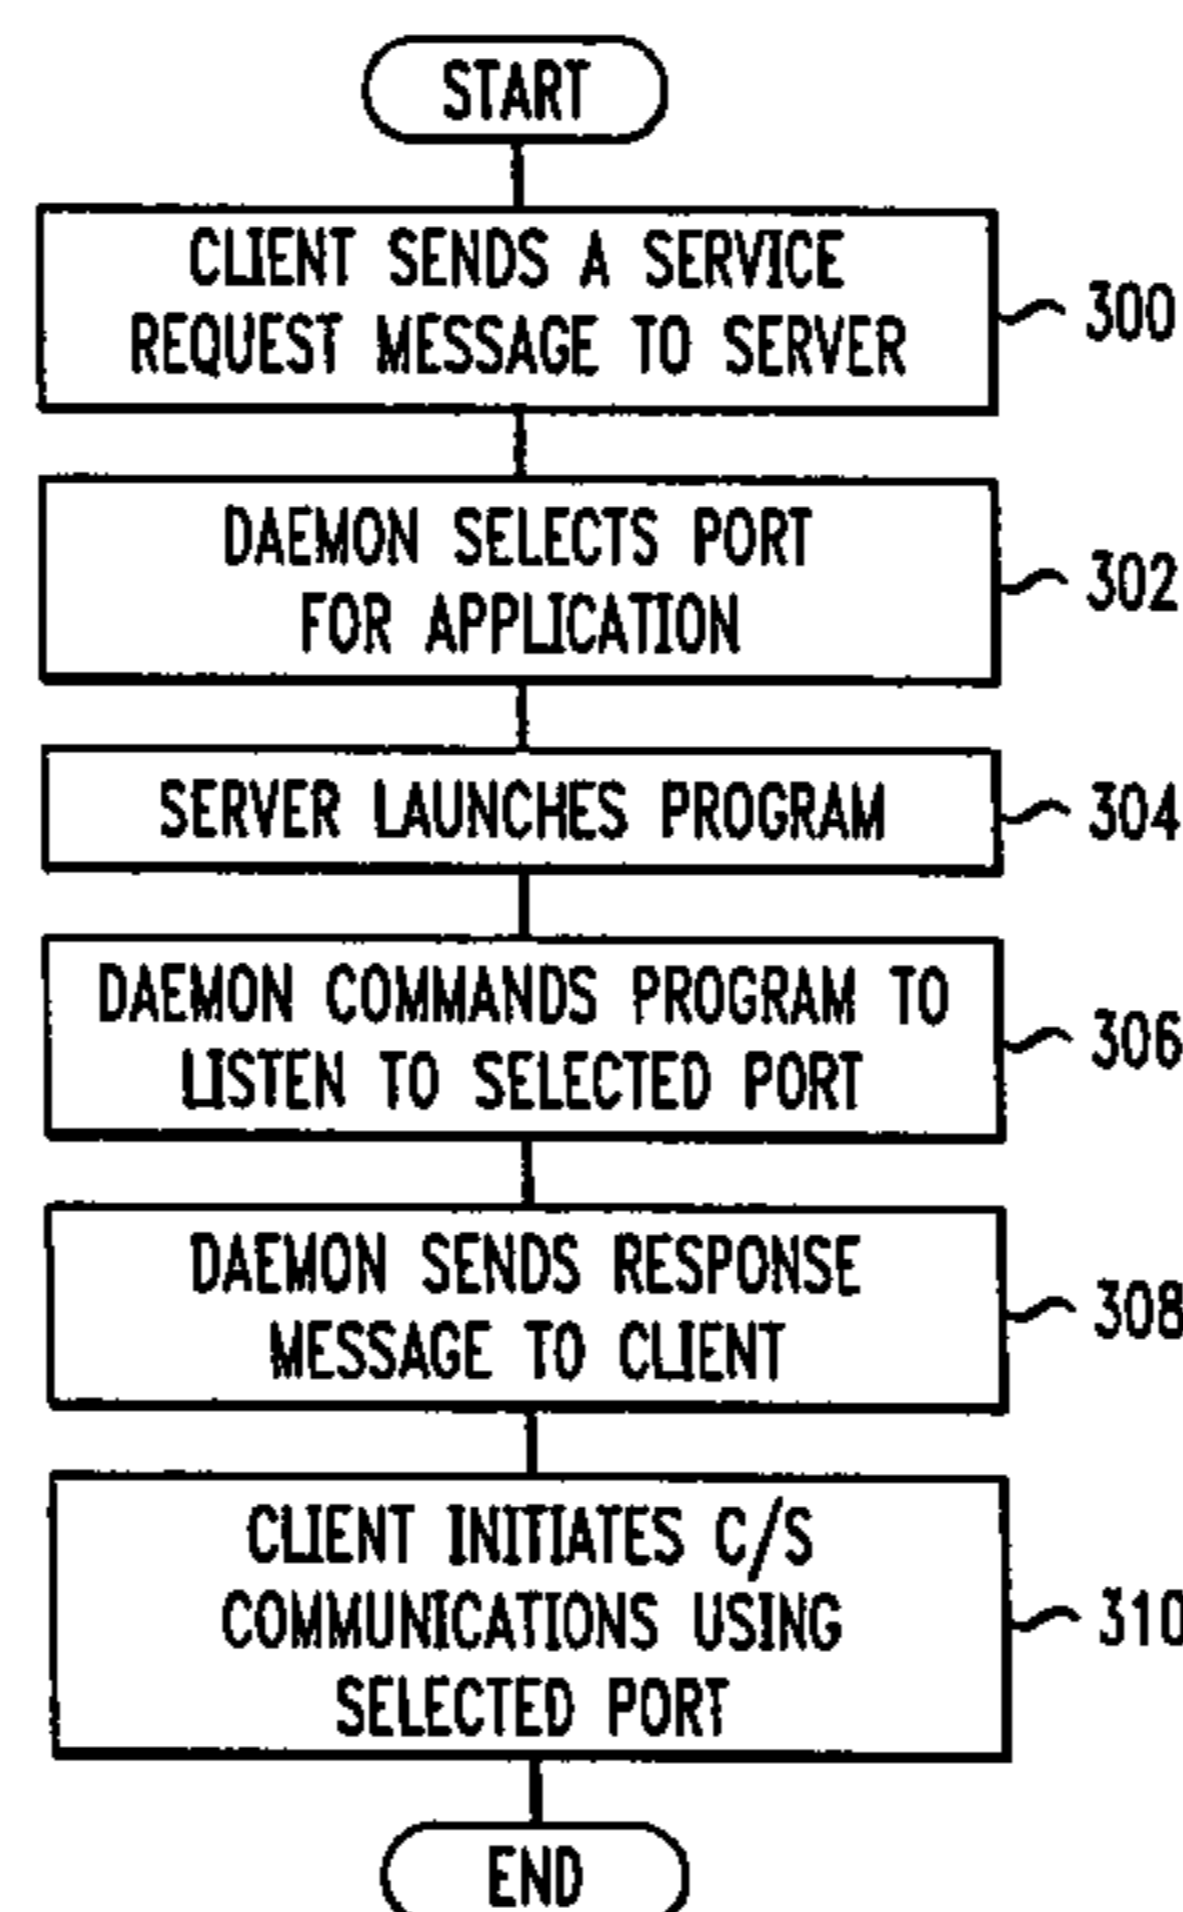 START
CLIENT SENDS A SERVICE
REQUEST MESSAGE TO SERVER
300
DAEMON SELECTS PORT
FOR APPLICATION
302
SERVER LAUNCHES PROGRAM
304
DAEMON COMMANDS PROGRAM TO
LISTEN TO SELECTED PORT
306
DAEMON SENDS RESPONSE
MESSAGE TO CLIENT
308
CLIENT INITIATES C/S
COMMUNICATIONS USING
SELECTED PORT
310
END